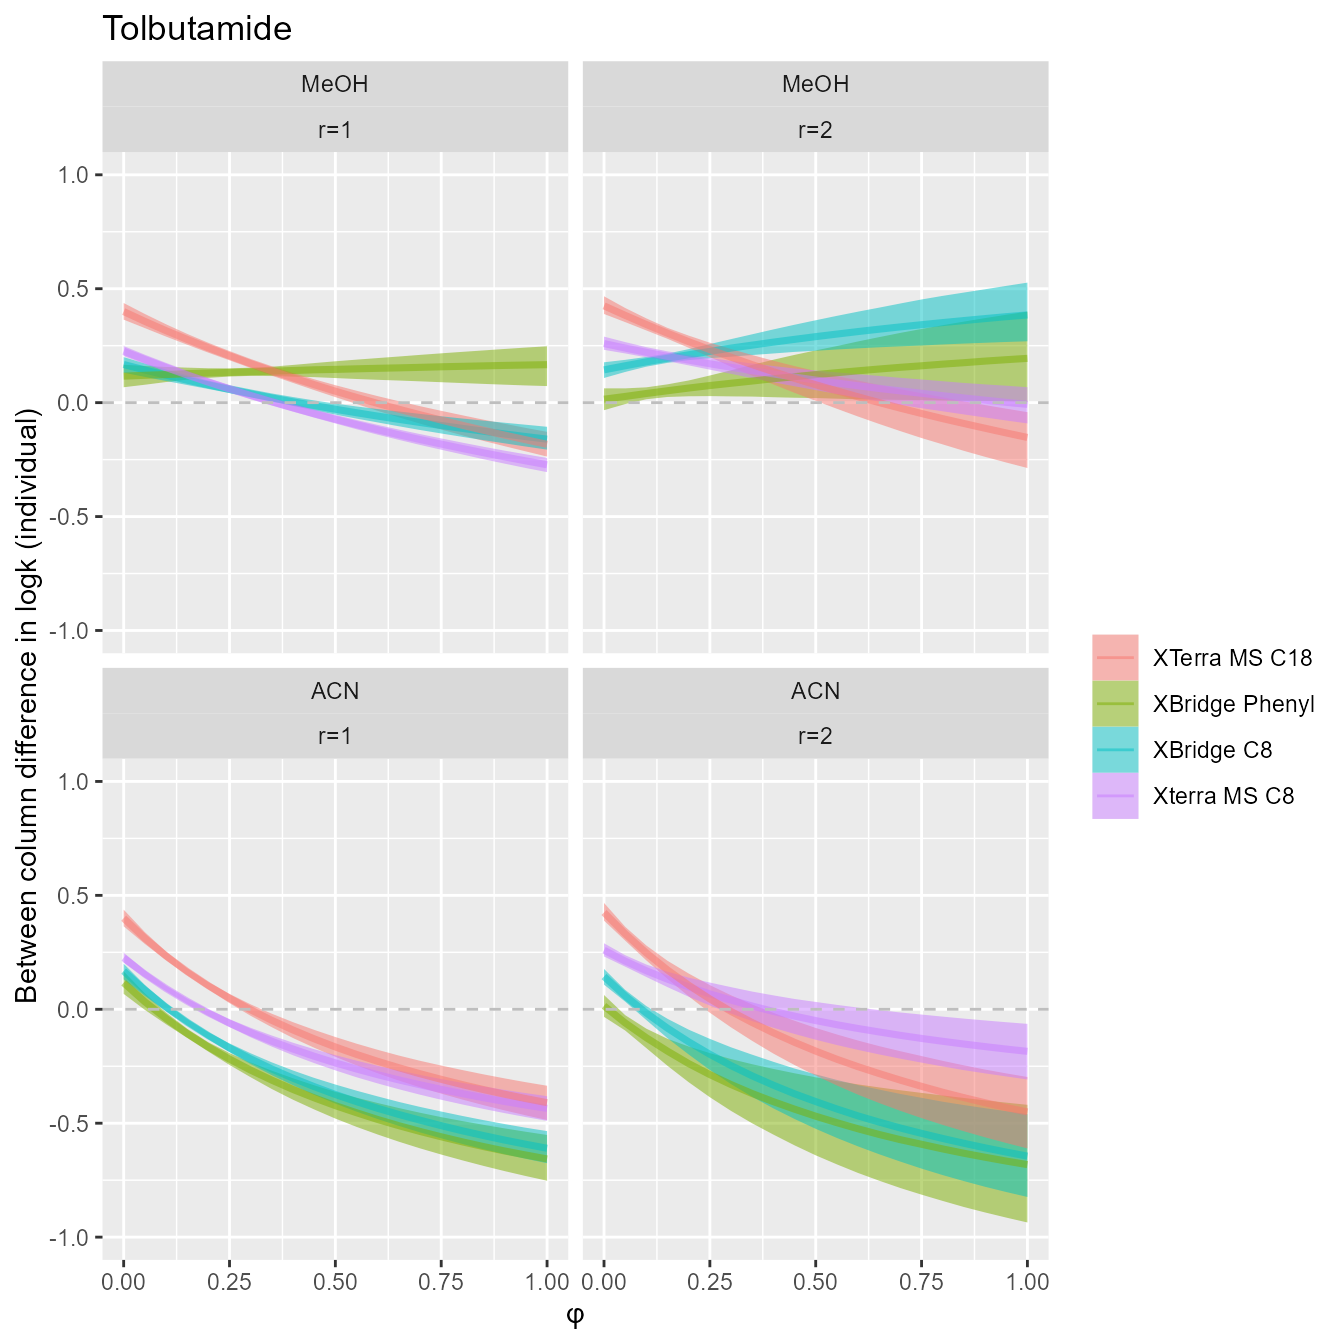 Tolbutamide
MeOH
MeOH
r=1
r=2
1.0
0.5
0.0
-0.5
-1.0
ACN
ACN
r=1
r=2
1.0
0.5
0.0
-0.5
-1.0
0.00 0.25 0.50 0.75 1.00
0.00 0.25 0.50 0.75 1.00
φ
Between column difference in logk (individual)
XTerra MS C18
XBridge Phenyl
XBridge C8
Xterra MS C8